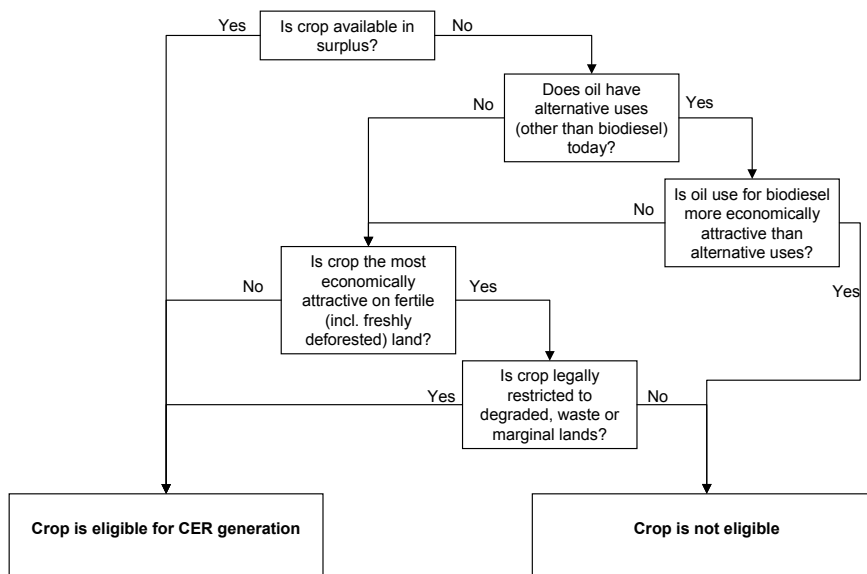 Yes
Is crop available in
surplus?
No
Does oil have
alternative uses
(other than biodiesel)
today?
No
Yes
Is oil use for biodiesel
more economically
attractive than
alternative uses?
No
Yes
Is crop the most
economically
attractive on fertile
(incl. freshly
deforested) land?
No
Yes
Is crop legally
restricted to
degraded, waste or
marginal lands?
Yes
No
Crop is eligible for CER generation
Crop is not eligible